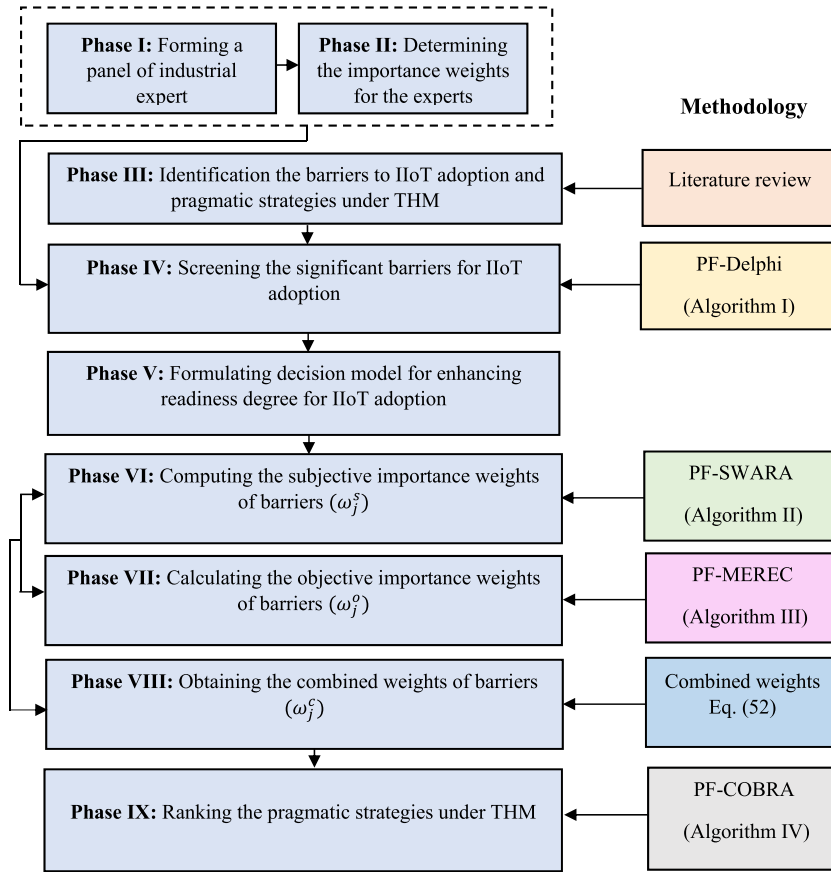 Phase I: Forming a
panel of industrial
expert
Phase II: Determining
the importance weights
for the experts
Methodology
Phase III: Identification the barriers to IIoT adoption and
pragmatic strategies under THM
Literature review
Phase IV: Screening the significant barriers for IIoT
adoption
PF-Delphi
(Algorithm I)
Phase V: Formulating decision model for enhancing
readiness degree for IIoT adoption
Phase VI: Computing the subjective importance weights
of barriers (ω_j^s)
PF-SWARA
(Algorithm II)
Phase VII: Calculating the objective importance weights
of barriers (ω_j^o)
PF-MEREC
(Algorithm III)
Phase VIII: Obtaining the combined weights of barriers
(ω_j^c)
Combined weights
Eq. (52)
Phase IX: Ranking the pragmatic strategies under THM
PF-COBRA
(Algorithm IV)